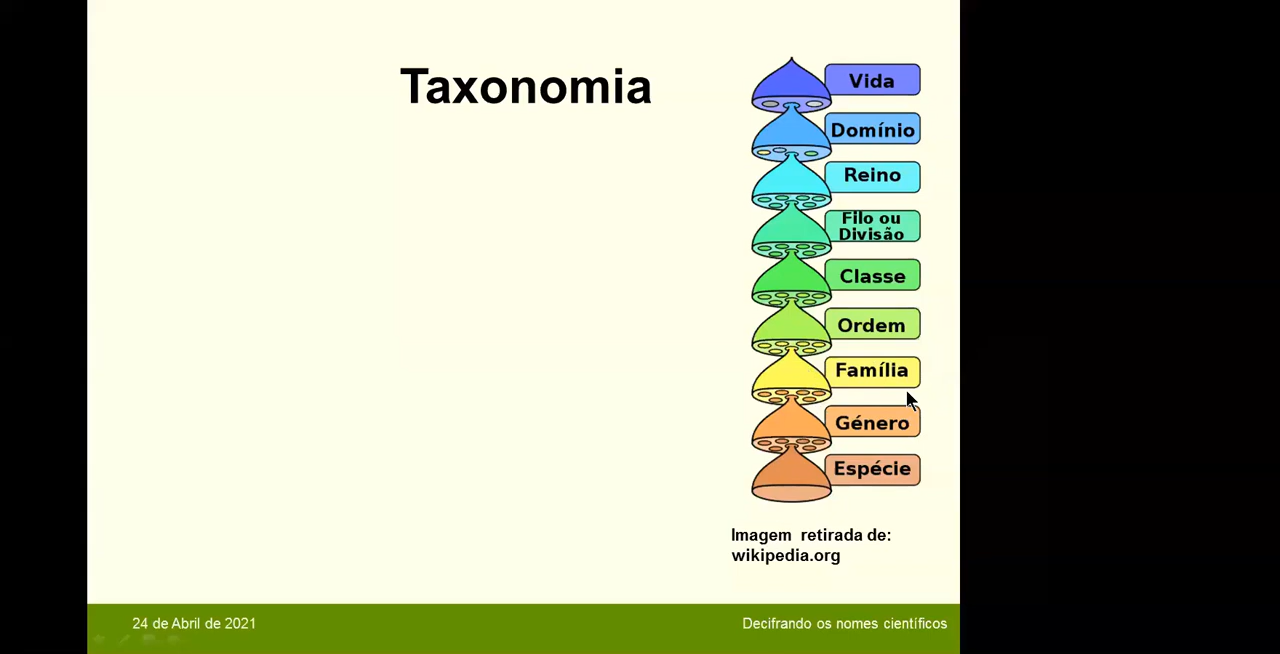 Taxonomia
Vida
Domínio
Reino
Filo ou
Divisão
Classe
Ordem
Família
Género
Espécie
Imagem retirada de:
wikipedia.org
24 de Abril de 2021
Decifrando os nomes científicos